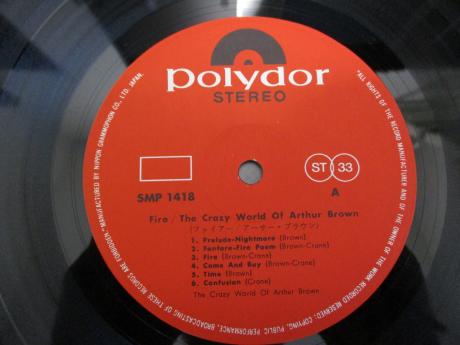 polydor
STEREO
SMP 1418
ST 33
A
Fire / The Crazy World Of Arthur Brown
(ファイアー/アーサー・ブラウン)
1. Prelude-Nightmare (Brown)
2. Fanfare-Fire Poem (Brown-Crane)
3. Fire (Brown-Crane)
4. Come And Buy (Brown-Crane)
5. Time (Brown)
6. Confusion (Crane)
The Crazy World Of Arthur Brown
"ALL RIGHTS OF THE RECORD MANUFACTURER AND OF THE OWNER OF THE WORK RECORDED RESERVED: COPYING, PUBLIC PERFORMANCE, BROADCASTING OF THESE RECORDS ARE FORBIDDEN."
"MANUFACTURED BY NIPPON GRAMMOPHON CO., LTD. JAPAN.